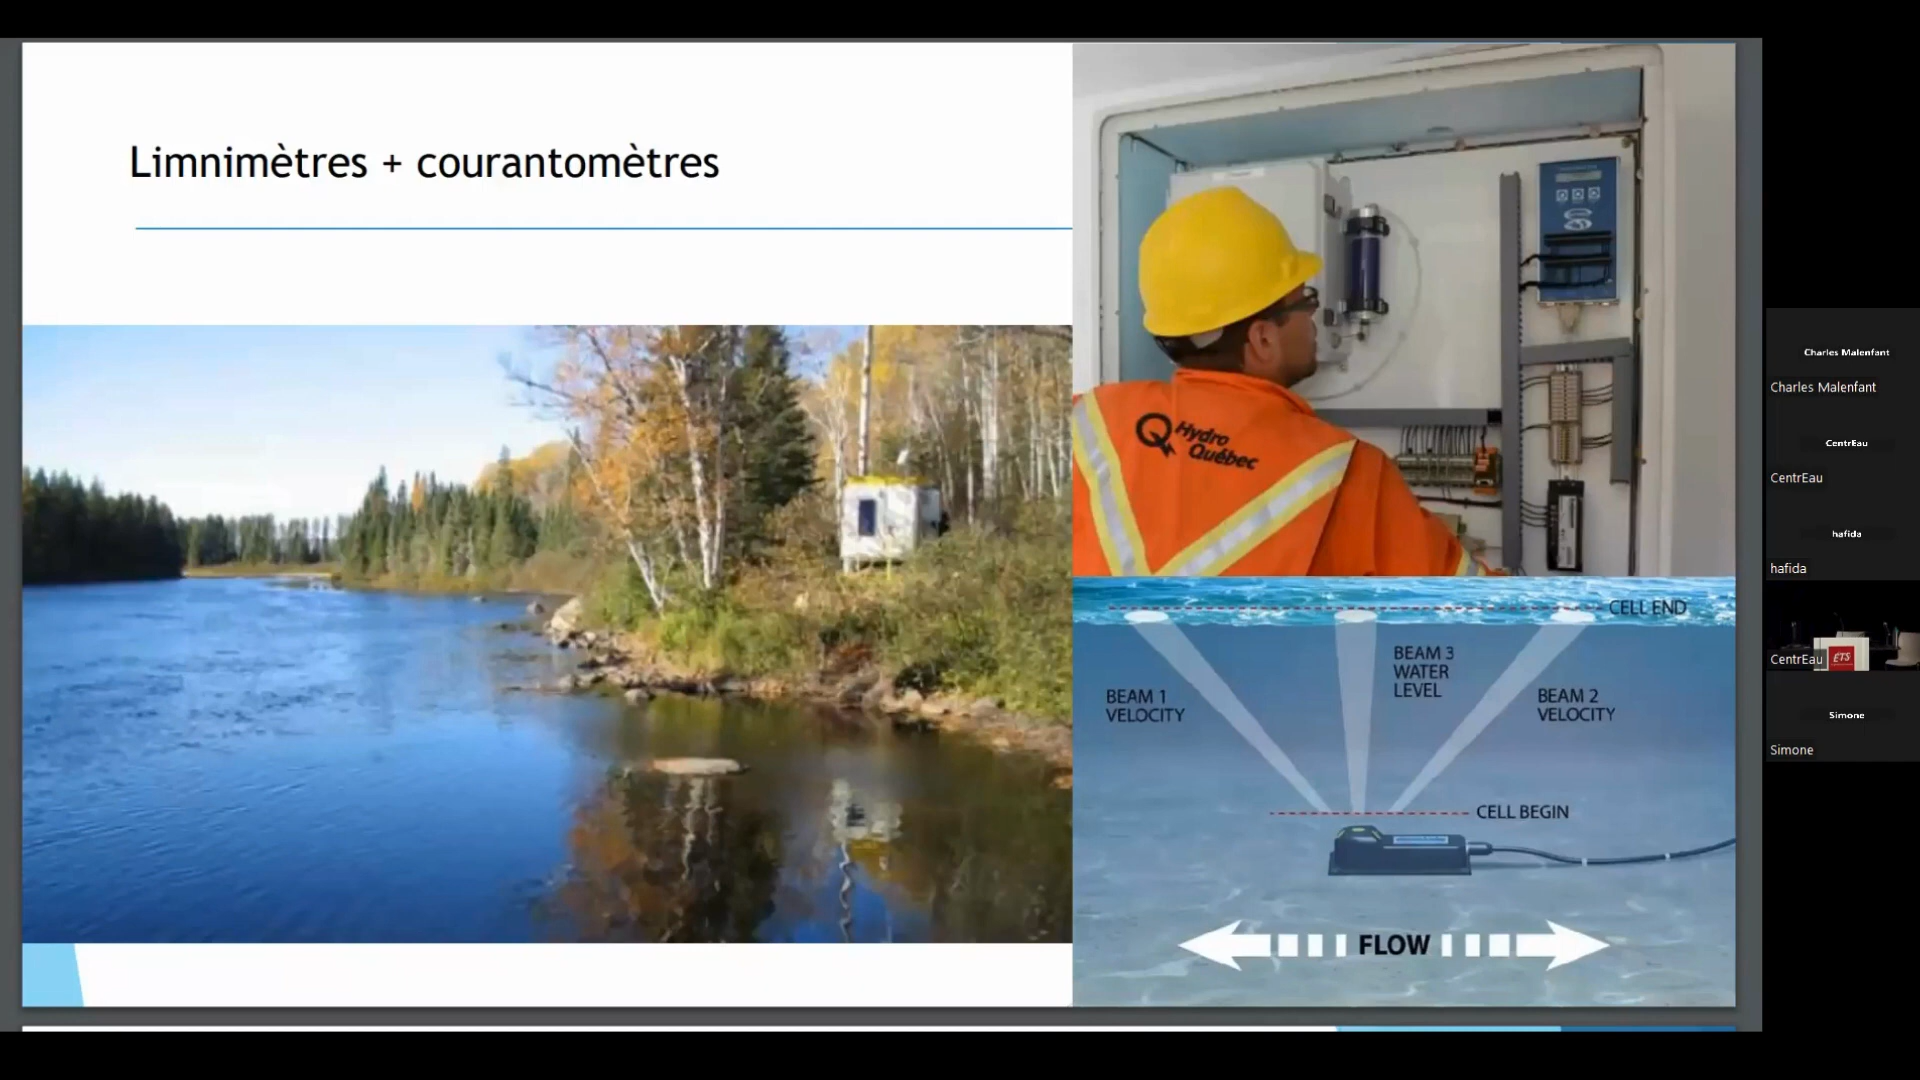 Limnimètres + courantomètres
Hydro
Québec
CELL END
BEAM 3
WATER
LEVEL
BEAM 1
VELOCITY
BEAM 2
VELOCITY
CELL BEGIN
FLOW
Charles Malenfant
Charles Malenfant
CentrEau
CentrEau
hafida
hafida
CentrEau
ÉTS
Simone
Simone